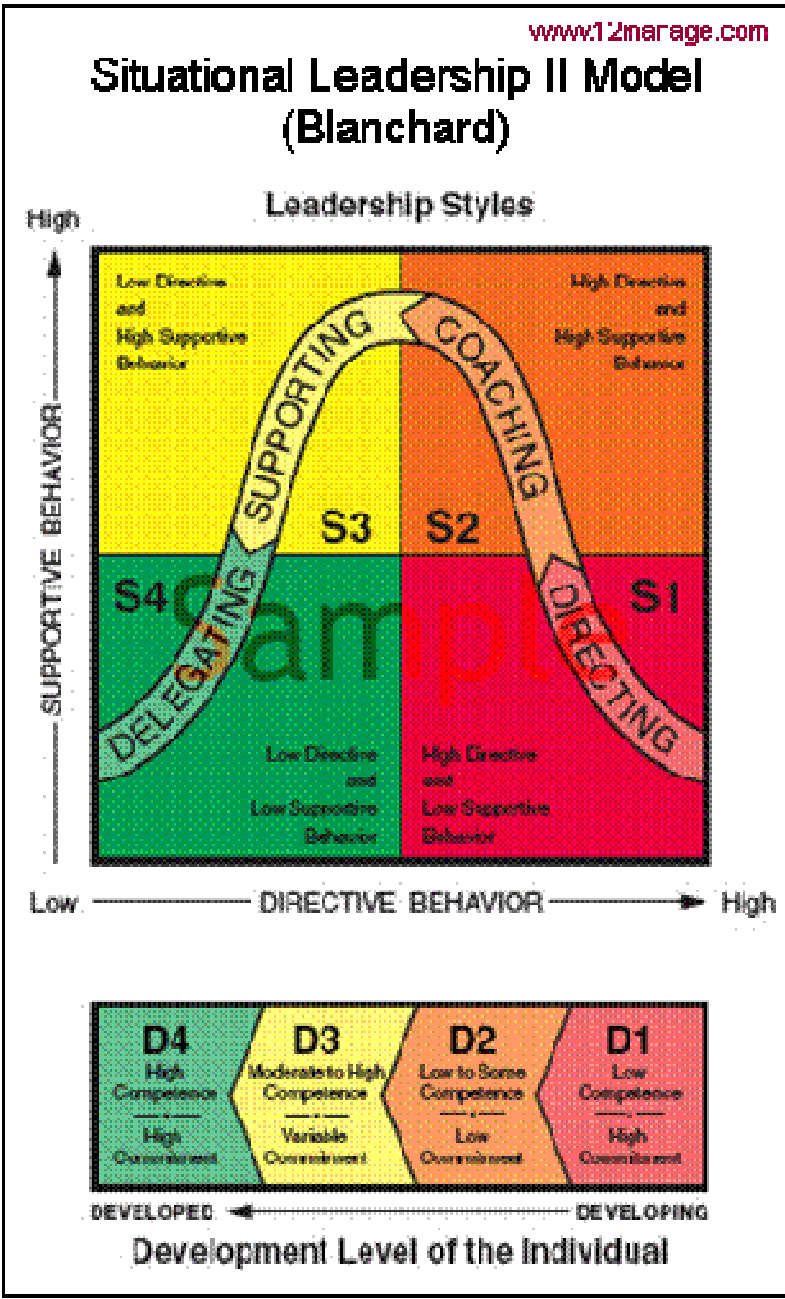 www.12manage.com
Situational Leadership II Model
(Blanchard)
Leadership Styles
High
Low Directive
and
High Supportive
Behavior
High Directive
and
High Supportive
Behavior
SUPPORTING
COACHING
S3
S2
SUPPORTIVE BEHAVIOR
S4
S1
Sample
DELEGATING
DIRECTING
Low Directive
and
Low Supportive
Behavior
High Directive
and
Low Supportive
Behavior
Low
DIRECTIVE BEHAVIOR
High
D4
High
Competence
High
Commitment
D3
Moderate to High
Competence
Variable
Commitment
D2
Low to Some
Competence
Low
Commitment
D1
Low
Competence
High
Commitment
DEVELOPED
DEVELOPING
Development Level of the Individual